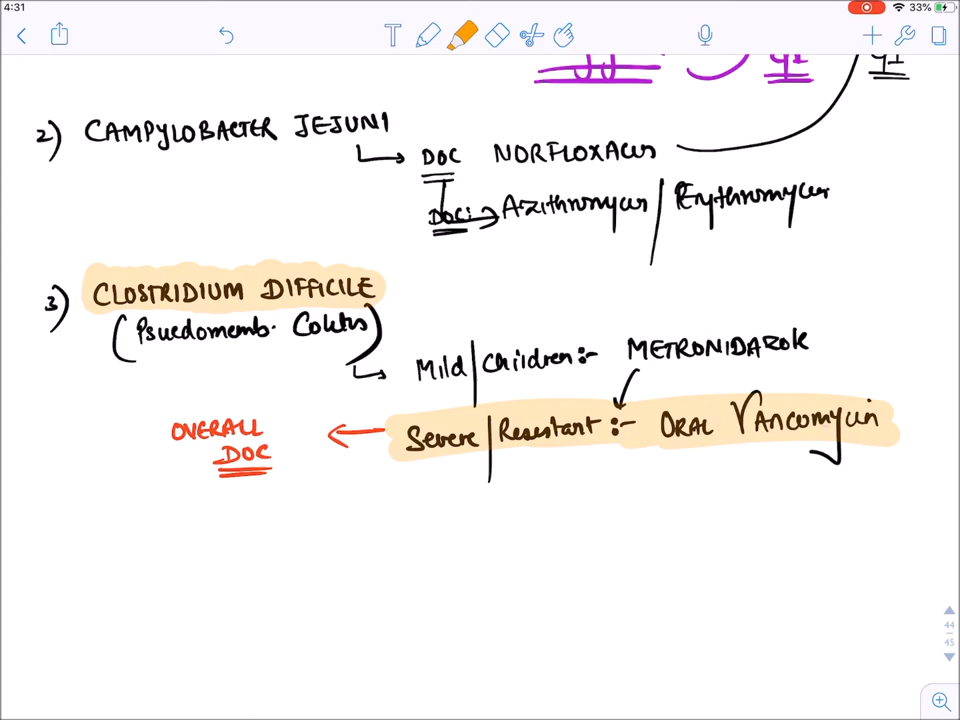 4:31
33%
T
2) CAMPYLOBACTER JEJUNI
DOC NORFLOXACIN
DOC: Azithromycin / Erythromycin
3) CLOSTRIDIUM DIFFICILE
(Psuedomemb. Colitis)
Mild / Children :- METRONIDAZOLE
Severe / Resistant :- ORAL VANCOMYCIN
OVERALL
DOC
44
45